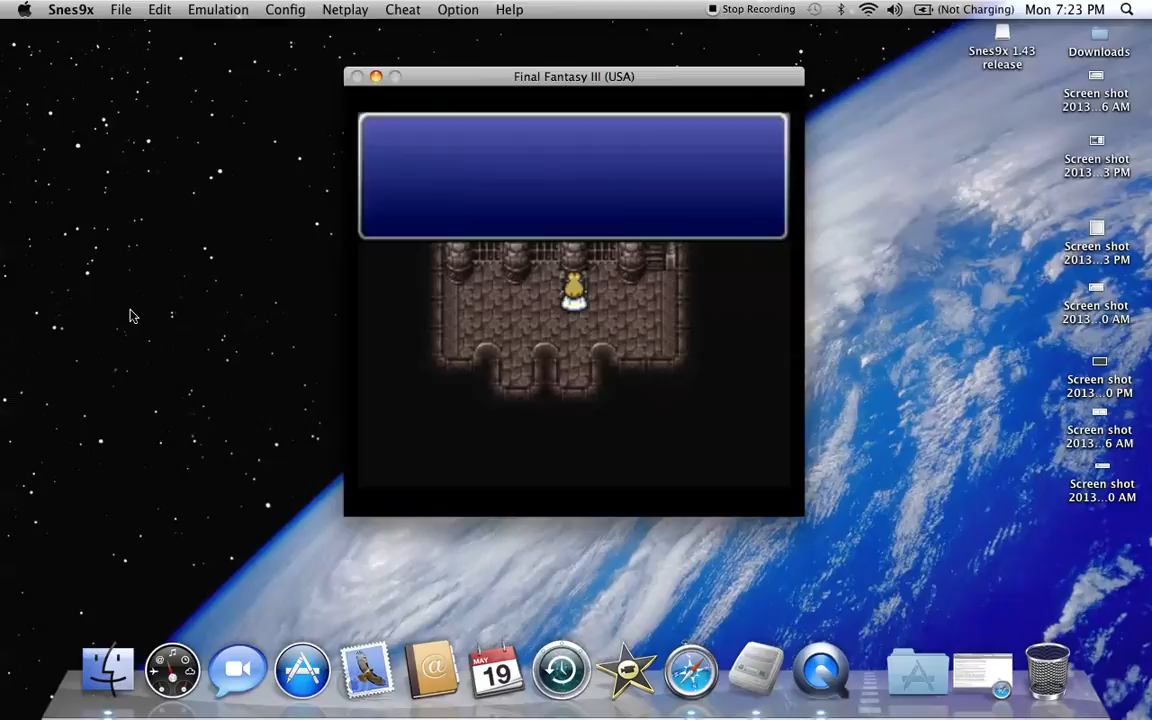 Snes9x File Edit Emulation Config Netplay Cheat Option Help Stop Recording (Not Charging) Mon 7:23 PM
Final Fantasy III (USA)
Snes9x 1.43
release
Downloads
Screen shot
2013...6 AM
Screen shot
2013...3 PM
Screen shot
2013...3 PM
Screen shot
2013...0 AM
Screen shot
2013...0 PM
Screen shot
2013...6 AM
Screen shot
2013...0 AM
MAY
19